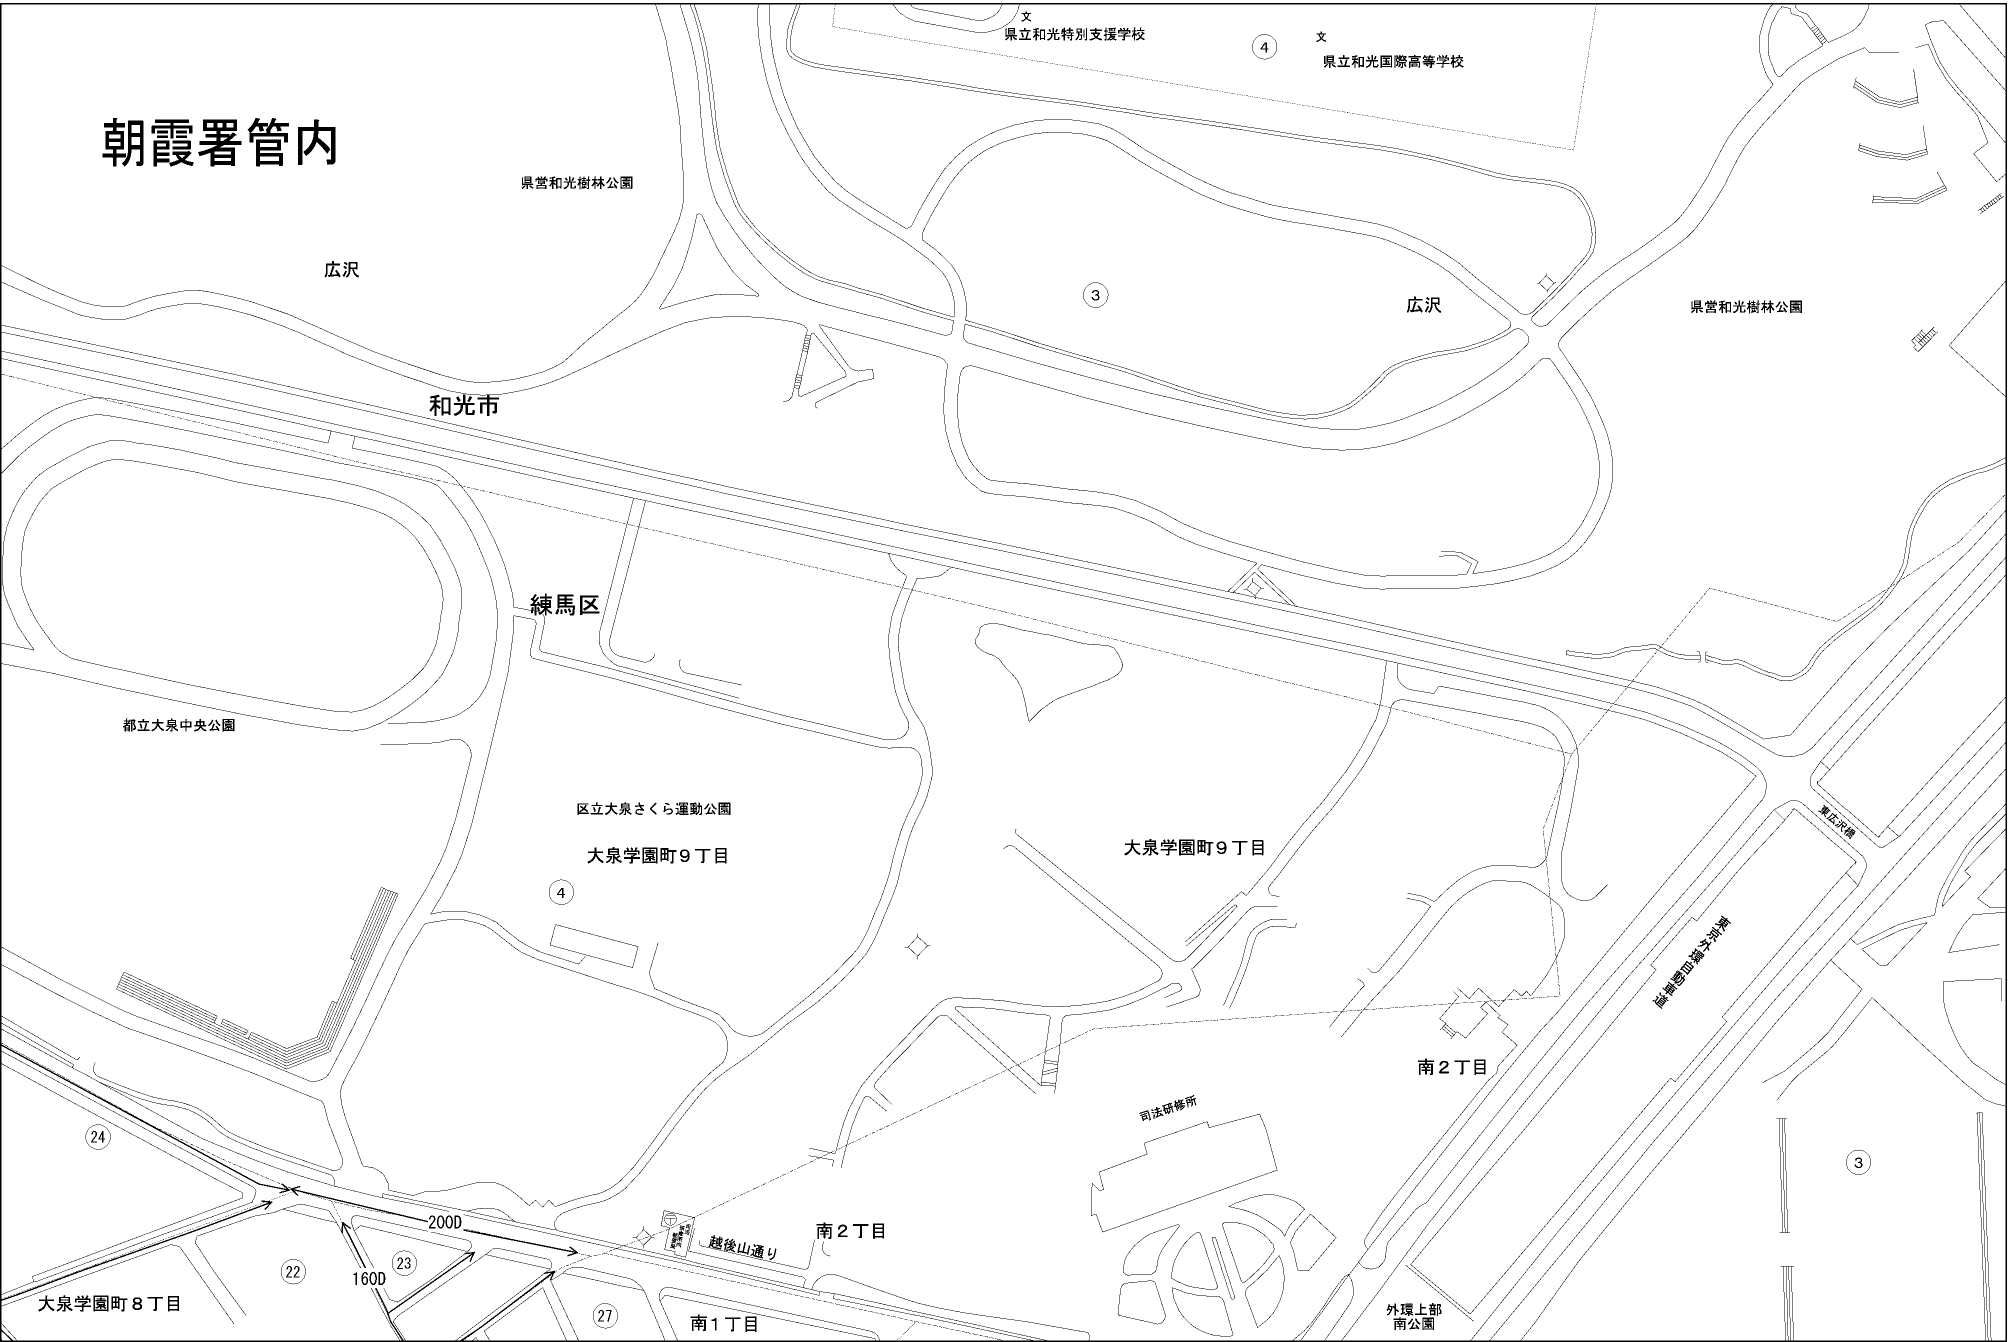 文
県立和光特別支援学校
4
文
県立和光国際高等学校
朝霞署管内
県営和光樹林公園
広沢
3
広沢
県営和光樹林公園
和光市
練馬区
都立大泉中央公園
区立大泉さくら運動公園
大泉学園町9丁目
大泉学園町9丁目
東広沢橋
4
東京外環自動車道
南2丁目
司法研修所
24
3
200D
南2丁目
越後山通り
23
22
160D
大泉学園町8丁目
27
南1丁目
外環上部
南公園